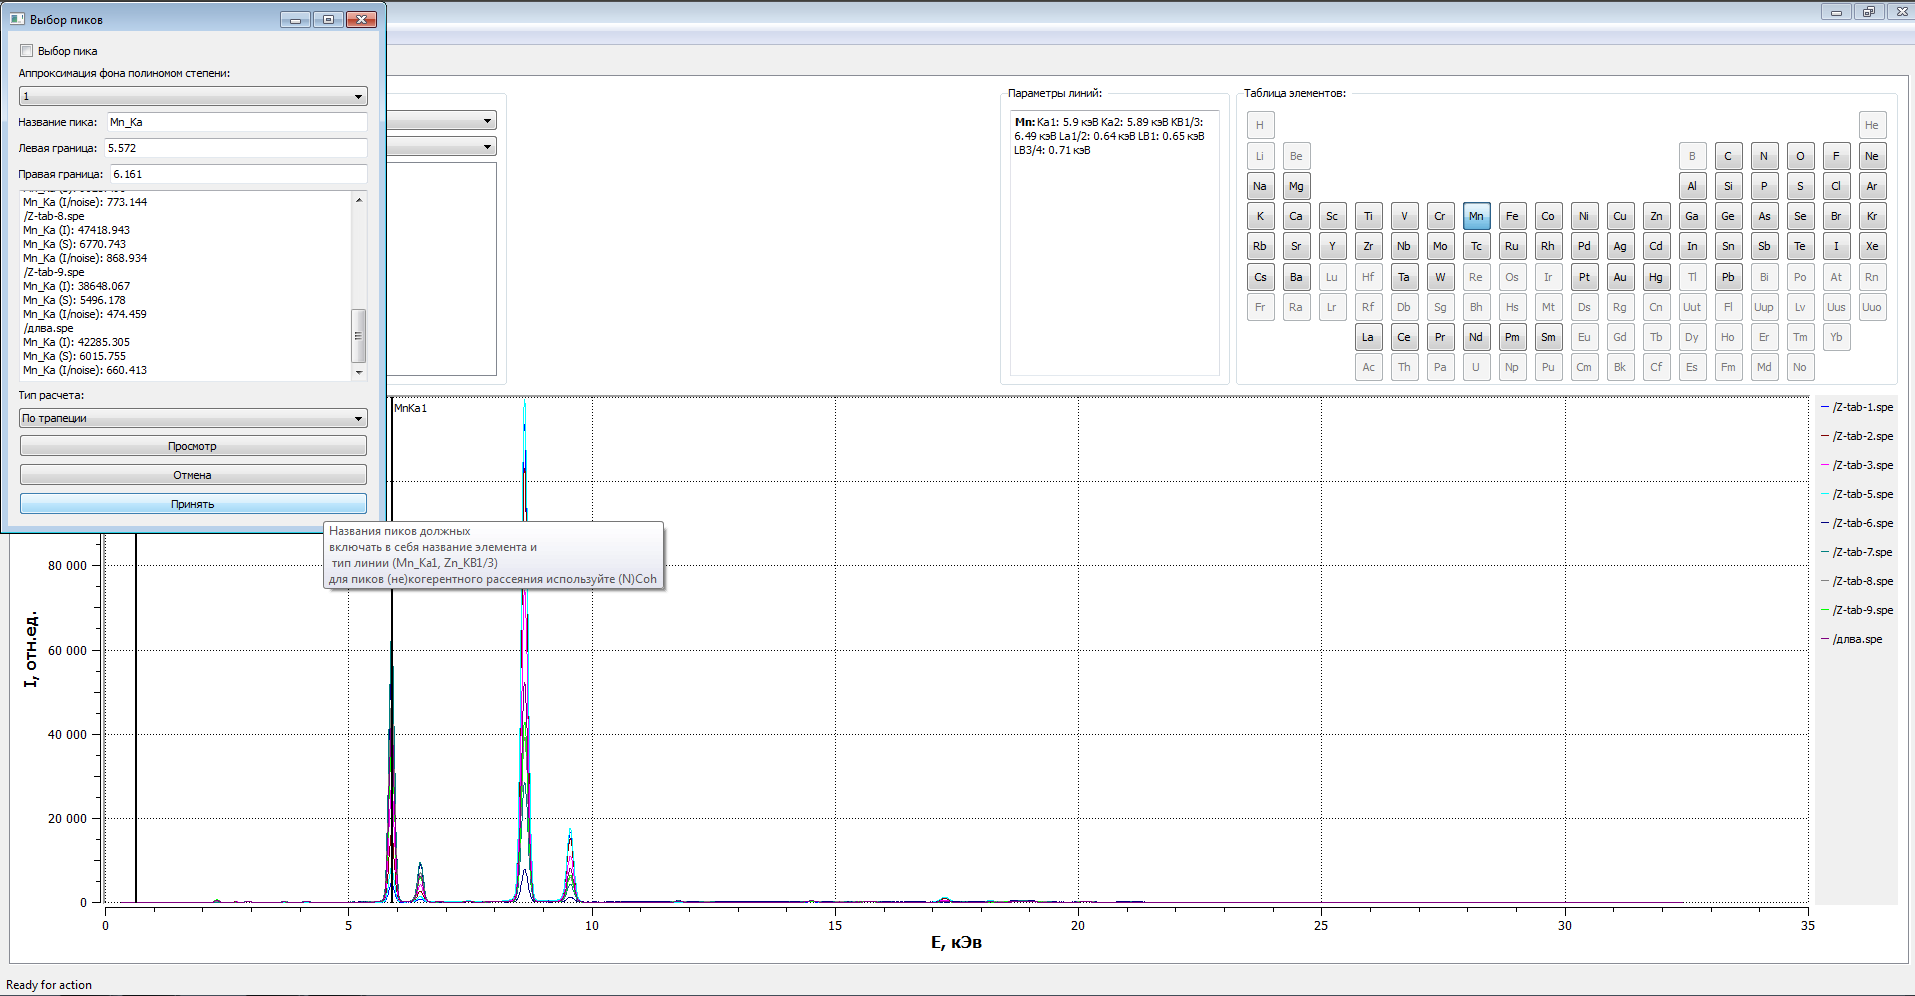 Выбор пиков
Выбор пика
Аппроксимация фона полиномом степени:
1
Название пика: Mn_Ka
Левая граница: 5.572
Правая граница: 6.161
Mn_Ka (I/noise): 773.144
/Z-tab-8.spe
Mn_Ka (I): 47418.943
Mn_Ka (S): 6770.743
Mn_Ka (I/noise): 868.934
/Z-tab-9.spe
Mn_Ka (I): 38648.067
Mn_Ka (S): 5496.178
Mn_Ka (I/noise): 474.459
/длва.spe
Mn_Ka (I): 42285.305
Mn_Ka (S): 6015.755
Mn_Ka (I/noise): 660.413
Тип расчета:
По трапеции
Просмотр
Отмена
Принять
Названия пиков должных
включать в себя название элемента и
тип линии (Mn_Ka1, Zn_KB1/3)
для пиков (не)когерентного рассеяния используйте (N)Coh
Параметры линий:
Mn: Ka1: 5.9 кэВ Ka2: 5.89 кэВ KB1/3:
6.49 кэВ La1/2: 0.64 кэВ LB1: 0.65 кэВ
LB3/4: 0.71 кэВ
Таблица элементов:
H He
Li Be B C N O F Ne
Na Mg Al Si P S Cl Ar
K Ca Sc Ti V Cr Mn Fe Co Ni Cu Zn Ga Ge As Se Br Kr
Rb Sr Y Zr Nb Mo Tc Ru Rh Pd Ag Cd In Sn Sb Te I Xe
Cs Ba Lu Hf Ta W Re Os Ir Pt Au Hg Tl Pb Bi Po At Rn
Fr Ra Lr Rf Db Sg Bh Hs Mt Ds Rg Cn Uut Fl Uup Lv Uus Uuo
La Ce Pr Nd Pm Sm Eu Gd Tb Dy Ho Er Tm Yb
Ac Th Pa U Np Pu Cm Bk Cf Es Fm Md No
MnKa1
/Z-tab-1.spe
/Z-tab-2.spe
/Z-tab-3.spe
/Z-tab-5.spe
/Z-tab-6.spe
/Z-tab-7.spe
/Z-tab-8.spe
/Z-tab-9.spe
/длва.spe
I, отн.ед.
80 000
60 000
40 000
20 000
0
0 5 10 15 20 25 30 35
E, кЭв
Ready for action